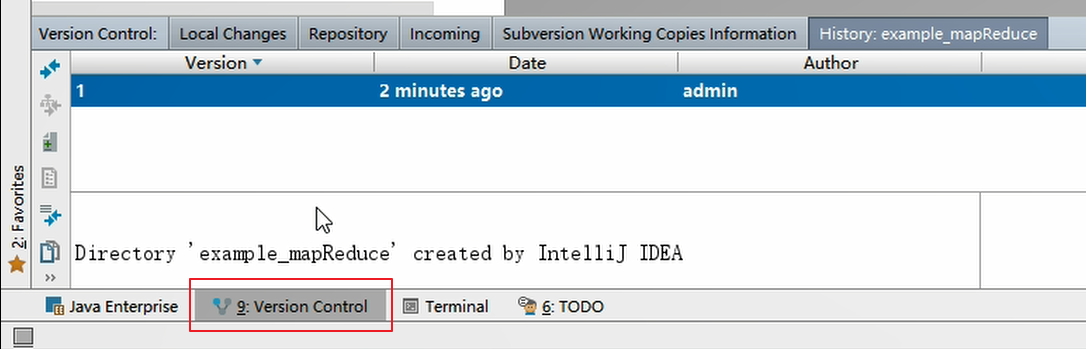 Version Control: Local Changes Repository Incoming Subversion Working Copies Information History: example_mapReduce
Version Date Author
1 2 minutes ago admin
2: Favorites
Directory 'example_mapReduce' created by IntelliJ IDEA
>>
Java Enterprise 9: Version Control Terminal 6: TODO